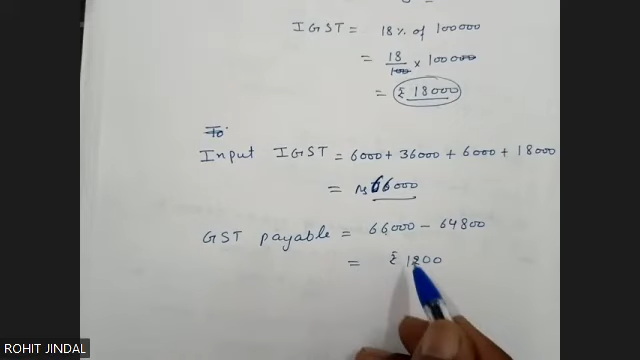 IGST = 18% of 100000
= 18/100 × 100000
= ₹ 18000
To
Input IGST = 6000 + 36000 + 6000 + 18000
= ₹ 66000
GST payable = 66000 - 64800
= ₹ 1200
ROHIT JINDAL